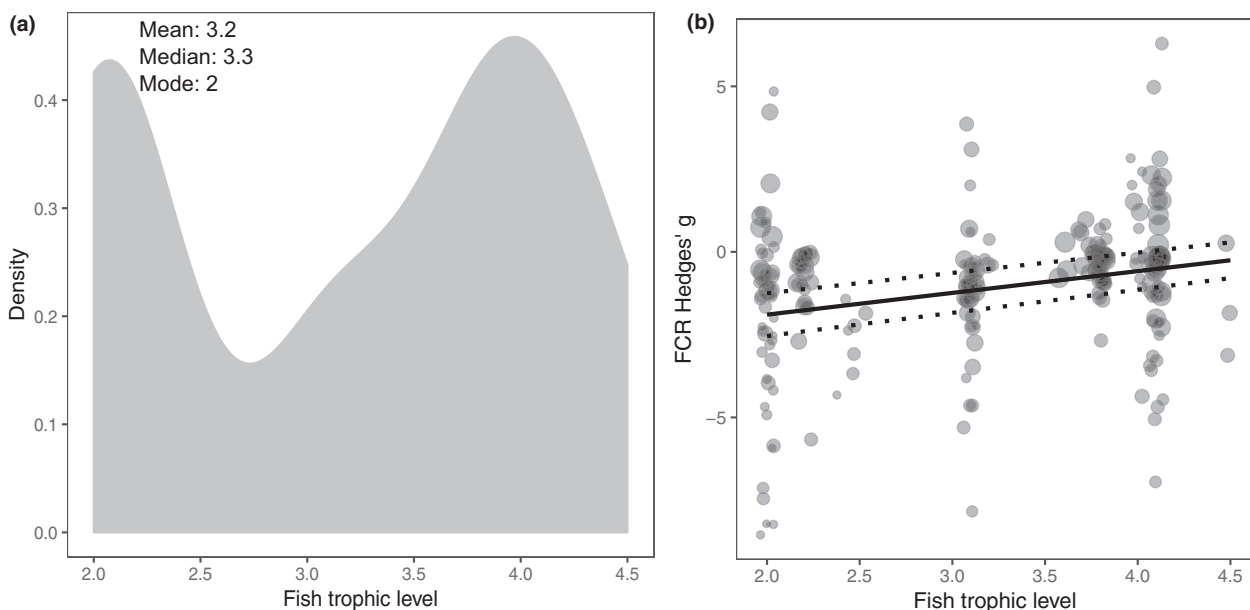 (a)
Mean: 3.2
Median: 3.3
Mode: 2
Density
0.4
0.3
0.2
0.1
0.0
2.0 2.5 3.0 3.5 4.0 4.5
Fish trophic level
(b)
FCR Hedges' g
5
0
−5
2.0 2.5 3.0 3.5 4.0 4.5
Fish trophic level